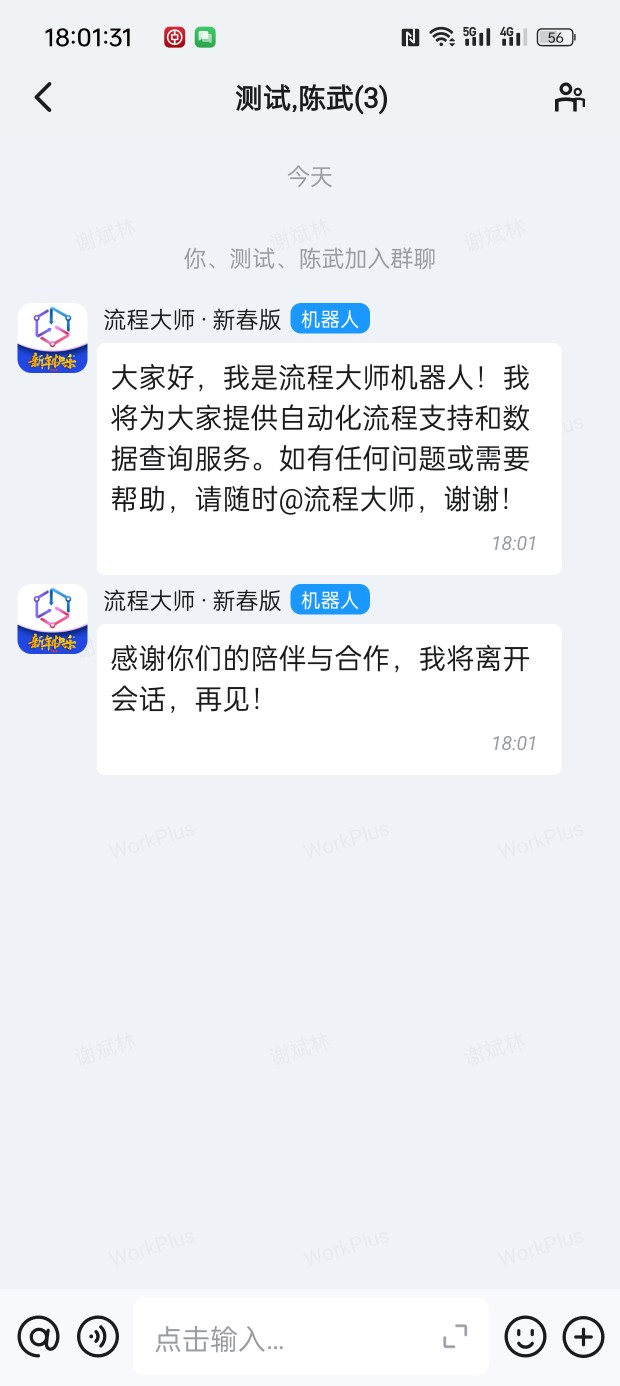 18:01:31
5G
4G
56
测试,陈武(3)
今天
谢斌林 谢斌林 谢斌林
你、测试、陈武加入群聊
流程大师 · 新春版 机器人
新年快乐
大家好，我是流程大师机器人！我
将为大家提供自动化流程支持和数
据查询服务。如有任何问题或需要
帮助，请随时@流程大师，谢谢！
18:01
流程大师 · 新春版 机器人
新年快乐
感谢你们的陪伴与合作，我将离开
会话，再见！
18:01
WorkPlus WorkPlus WorkPlus
谢斌林 谢斌林 谢斌林
WorkPlus WorkPlus WorkPlus
点击输入...